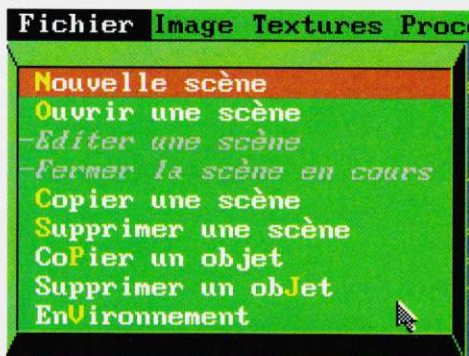 Fichier Image Textures Proc
Nouvelle scène
Ouvrir une scène
-Editer une scène
-Fermer la scène en cours
Copier une scène
Supprimer une scène
CoPier un objet
Supprimer un obJet
EnVironnement